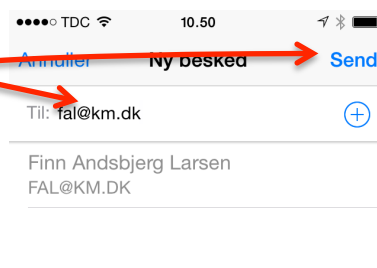 TDC 10.50
Annuller Ny besked Send
Til: fal@km.dk
Finn Andsbjerg Larsen
FAL@KM.DK